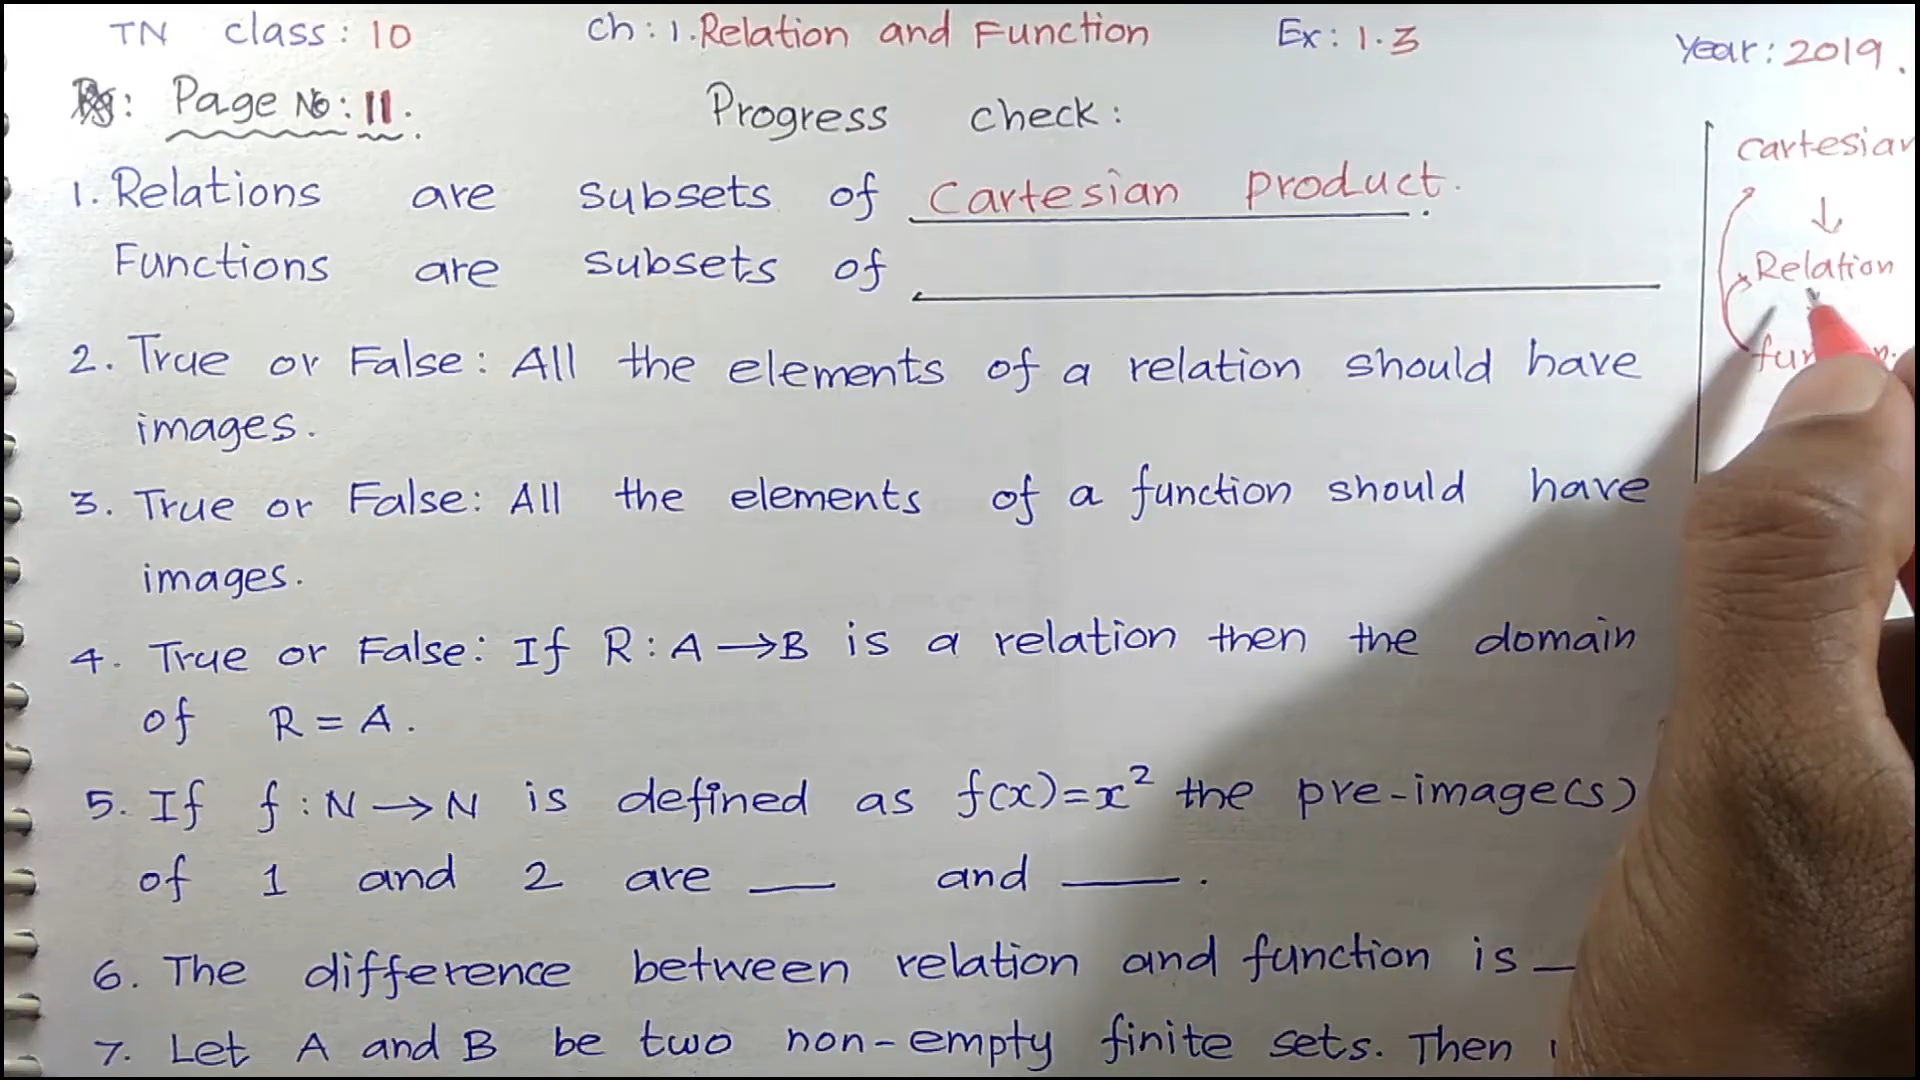 TN class: 10 Ch: 1. Relation and Function Ex: 1.3 Year: 2019.
: Page No: 11. Progress check:
1. Relations are subsets of Cartesian product.
Functions are subsets of
2. True or False: All the elements of a relation should have
images.
3. True or False: All the elements of a function should have
images.
4. True or False: If R: A → B is a relation then the domain
of R = A.
5. If f: N → N is defined as f(x) = x² the pre-image(s)
of 1 and 2 are ___ and ___.
6. The difference between relation and function is _
7. Let A and B be two non-empty finite sets. Then
Cartesian
↓
Relation